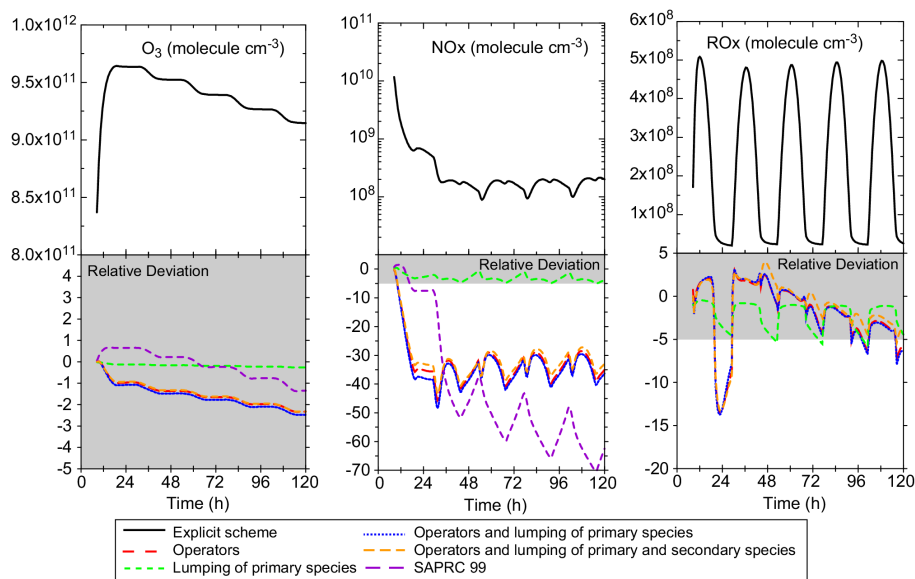 O3 (molecule cm-3)
1.0x10^12
9.5x10^11
9.0x10^11
8.5x10^11
8.0x10^11
Relative Deviation
4
3
2
1
0
-1
-2
-3
-4
-5
0 24 48 72 96 120
Time (h)
NOx (molecule cm-3)
10^11
10^10
10^9
10^8
Relative Deviation
0
-10
-20
-30
-40
-50
-60
-70
0 24 48 72 96 120
Time (h)
ROx (molecule cm-3)
6x10^8
5x10^8
4x10^8
3x10^8
2x10^8
1x10^8
Relative Deviation
5
0
-5
-10
-15
-20
0 24 48 72 96 120
Time (h)
Explicit scheme
Operators
Lumping of primary species
Operators and lumping of primary species
Operators and lumping of primary and secondary species
SAPRC 99